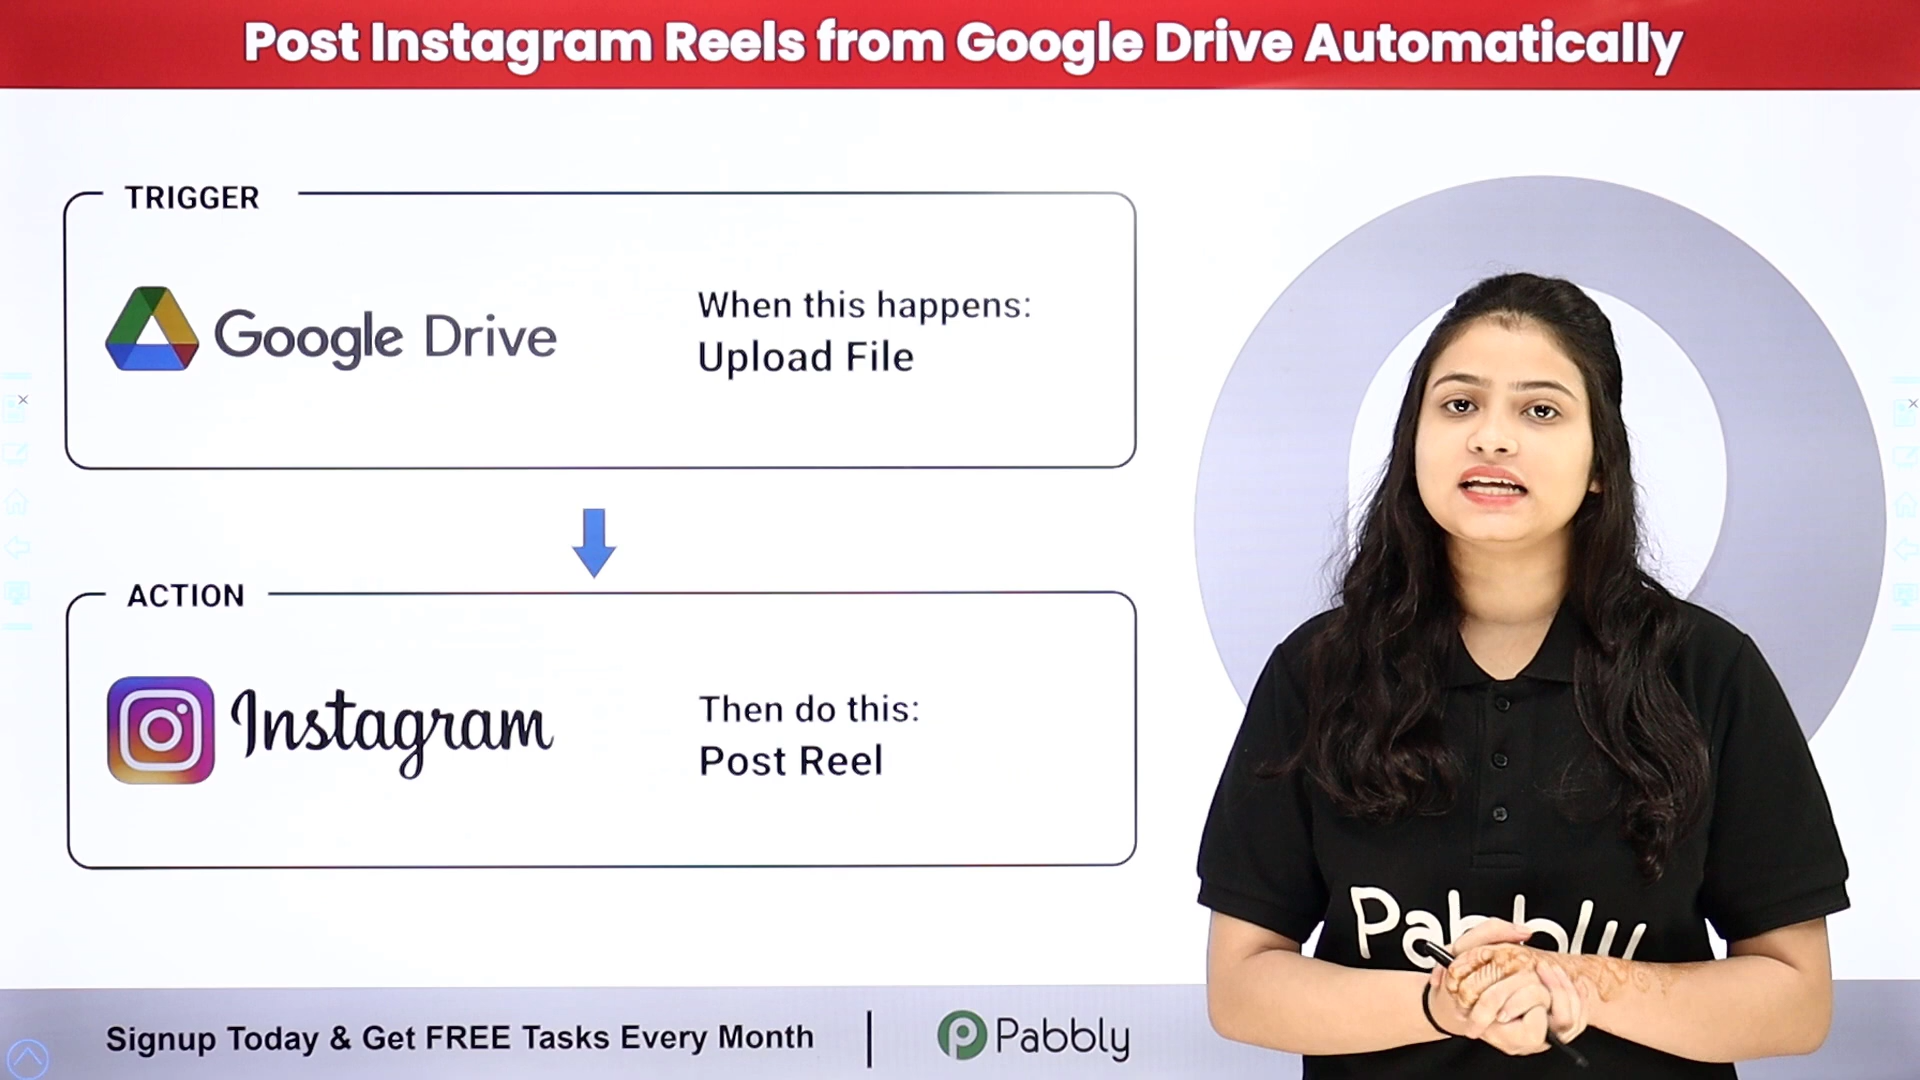 Post Instagram Reels from Google Drive Automatically
TRIGGER
Google Drive
When this happens:
Upload File
ACTION
Instagram
Then do this:
Post Reel
Pabbly
Signup Today & Get FREE Tasks Every Month
Pabbly